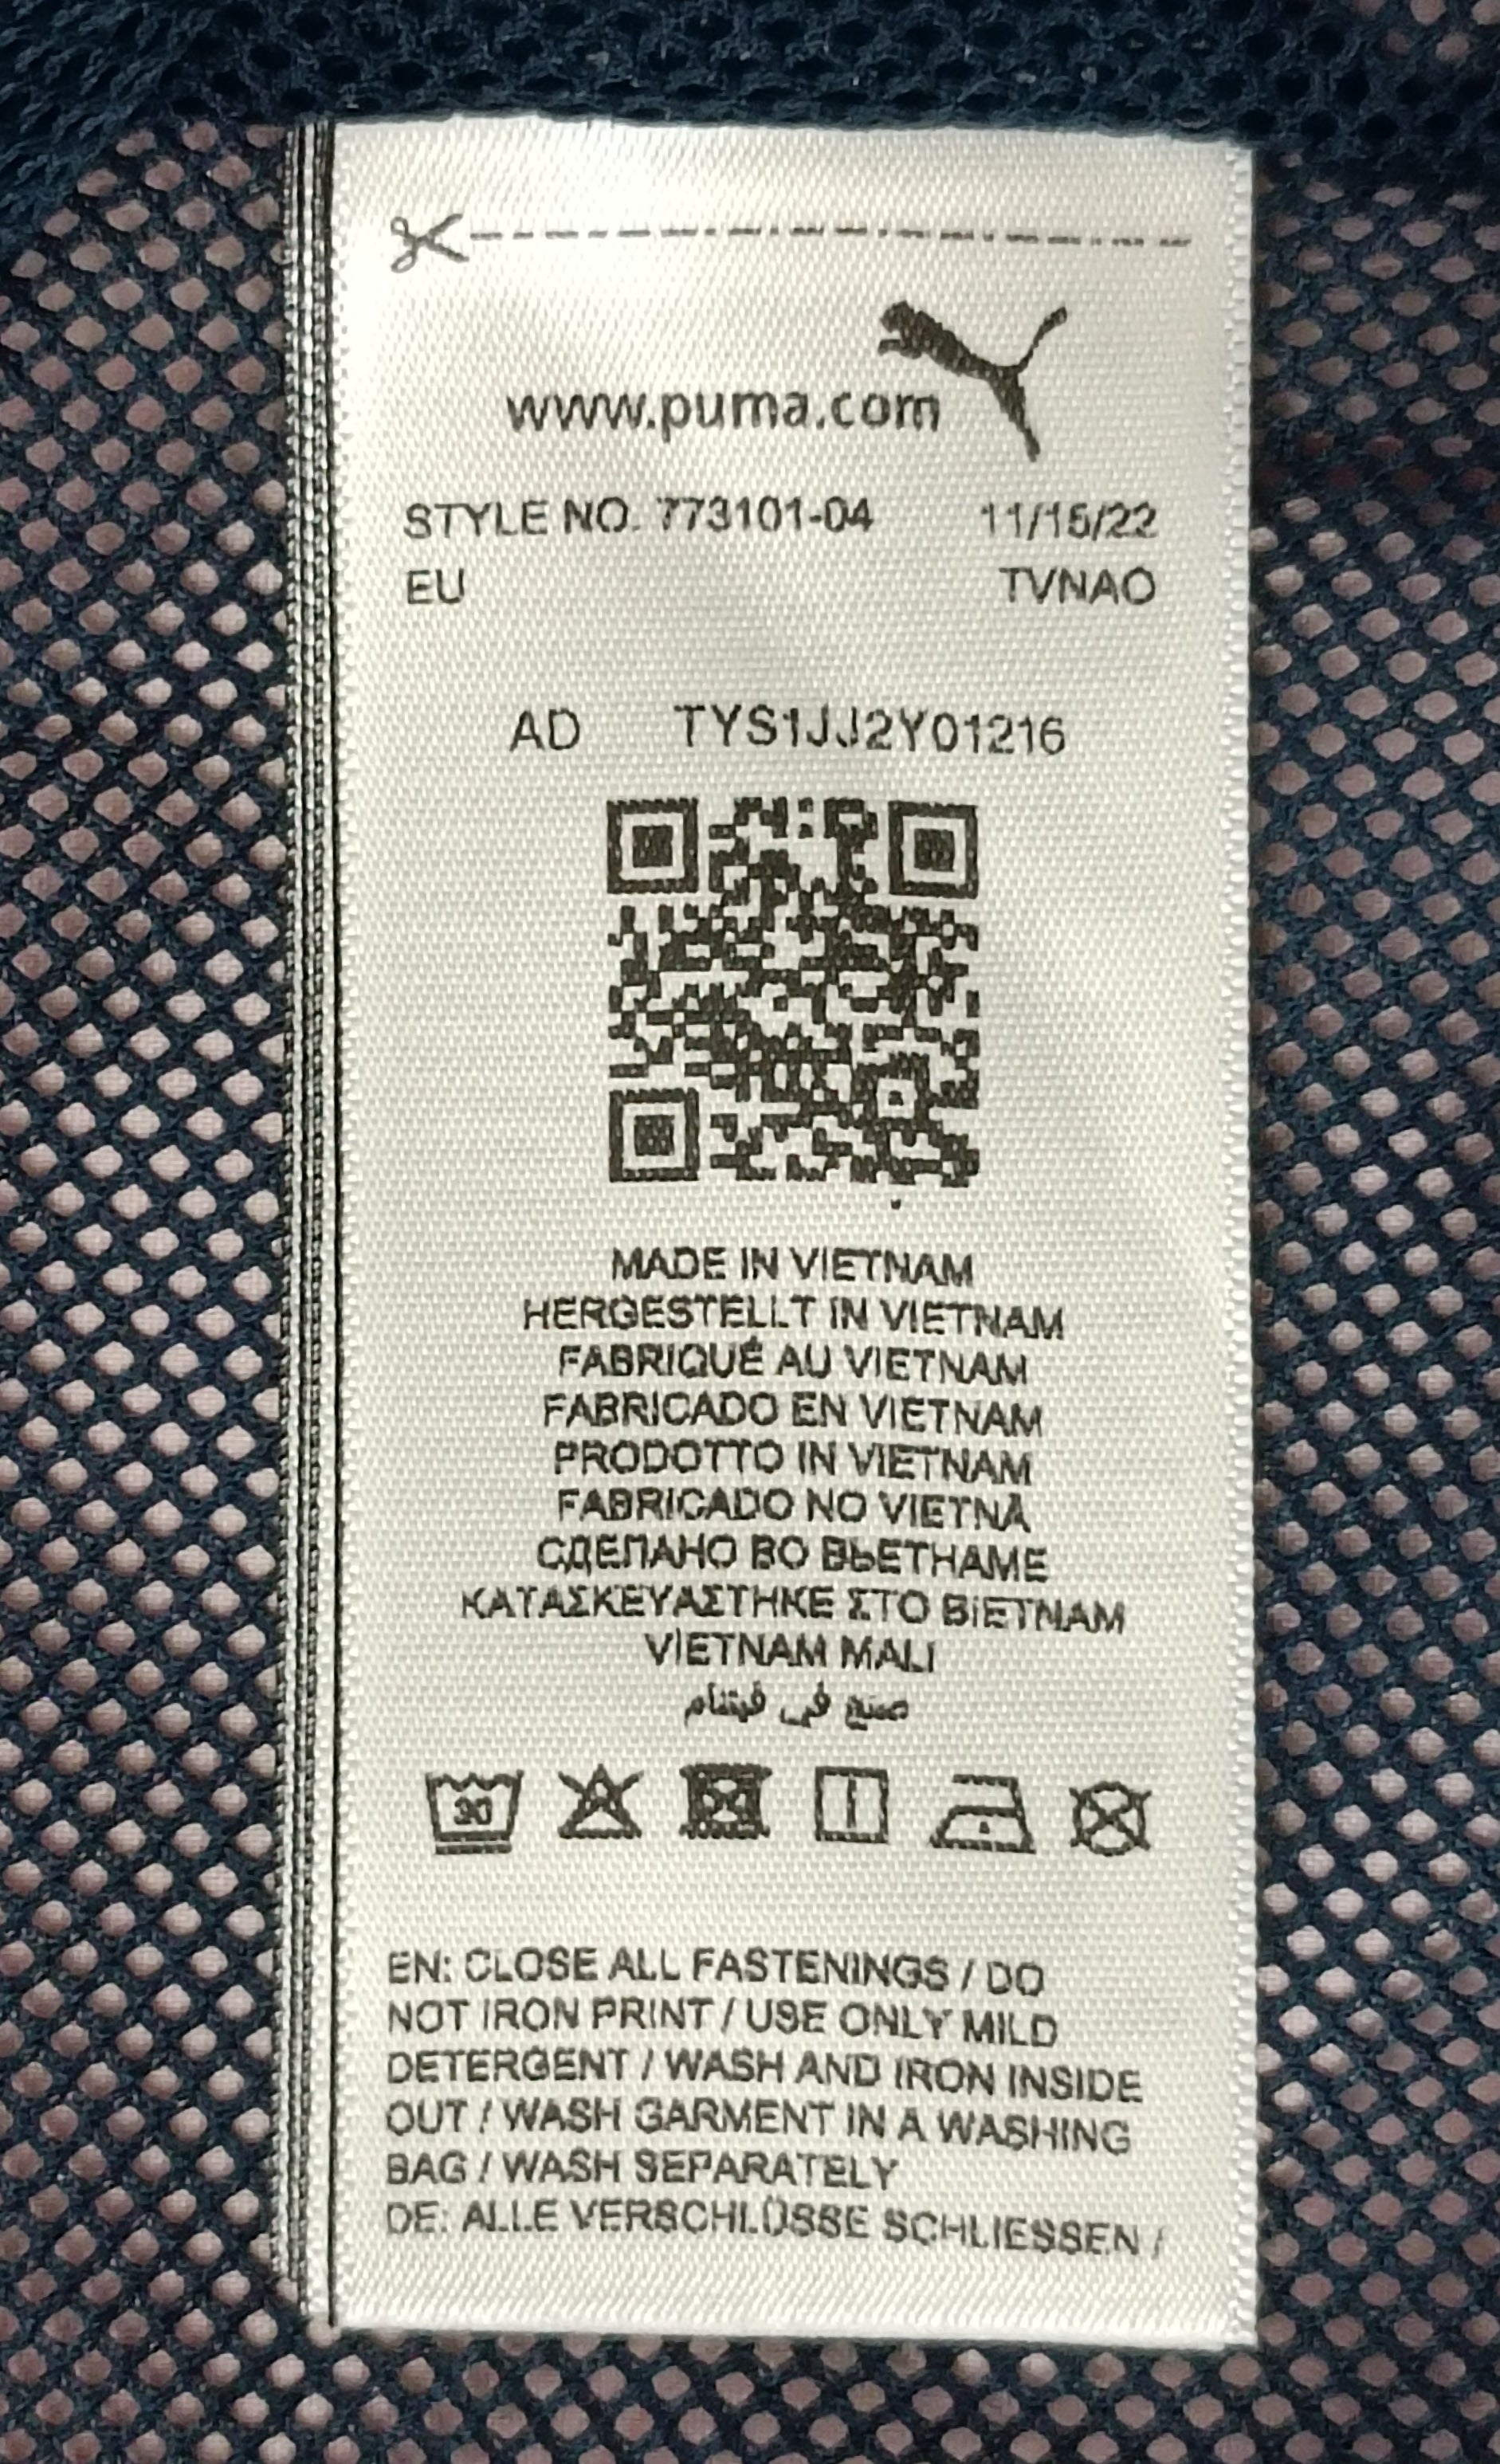 www.puma.com
STYLE NO. 773101-04 11/15/22
EU TVNAO
AD TYS1JJ2Y01216
MADE IN VIETNAM
HERGESTELLT IN VIETNAM
FABRIQUÉ AU VIETNAM
FABRICADO EN VIETNAM
PRODOTTO IN VIETNAM
FABRICADO NO VIETNÃ
СДЕЛАНО ВО ВЬЕТНАМЕ
ΚΑΤΑΣΚΕΥΑΣΤΗΚΕ ΣΤΟ ΒιΕΤΝΑΜ
VIETNAM MALI
صنع في فيتنام
30
EN: CLOSE ALL FASTENINGS / DO
NOT IRON PRINT / USE ONLY MILD
DETERGENT / WASH AND IRON INSIDE
OUT / WASH GARMENT IN A WASHING
BAG / WASH SEPARATELY
DE: ALLE VERSCHLÜSSE SCHLIESSEN /